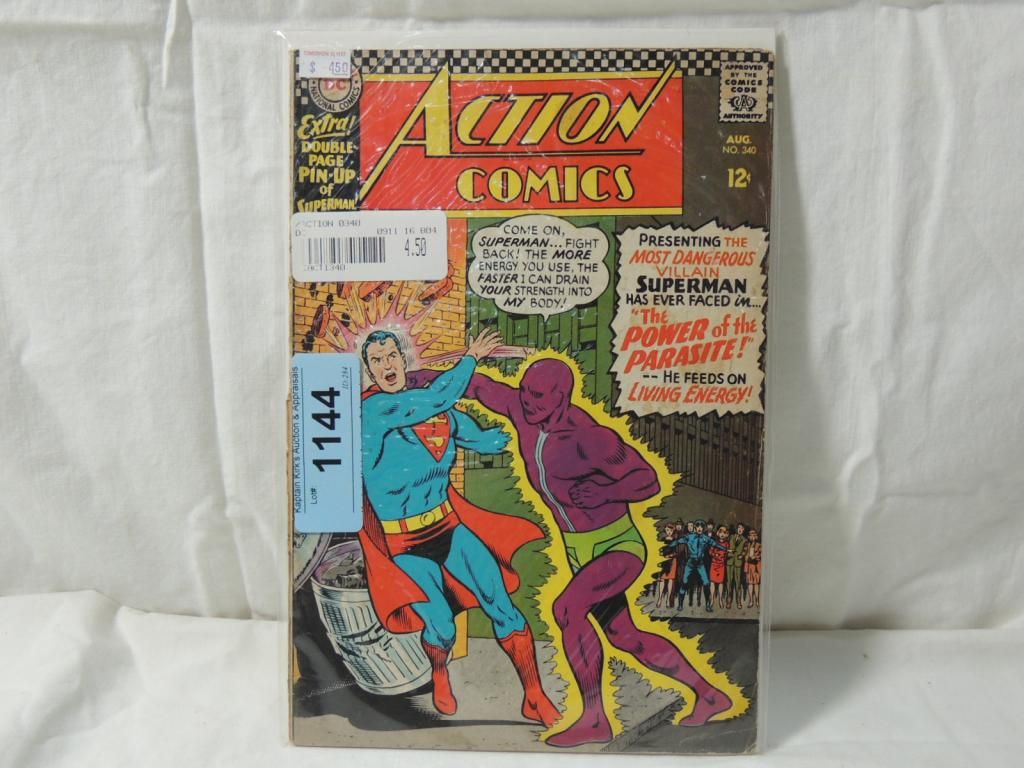 $ 450
DC
NATIONAL COMICS
Extra!
DOUBLE-
PAGE
PIN-UP
of
SUPERMAN!
ACTION
COMICS
APPROVED
BY THE
COMICS
CODE
CA
AUTHORITY
AUG.
NO. 340
12¢
ACTION 0340
0911 16 004
4.50
COME ON,
SUPERMAN... FIGHT
BACK! THE MORE
ENERGY YOU USE, THE
FASTER I CAN DRAIN
YOUR STRENGTH INTO
MY BODY!
PRESENTING THE
MOST DANGEROUS
VILLAIN
SUPERMAN
HAS EVER FACED in...
"The
POWER of the
PARASITE!"
-- HE FEEDS ON
LIVING ENERGY!
Kaptain Kirk's Auction & Appraisals
Lot#:
1144
ID:284
S